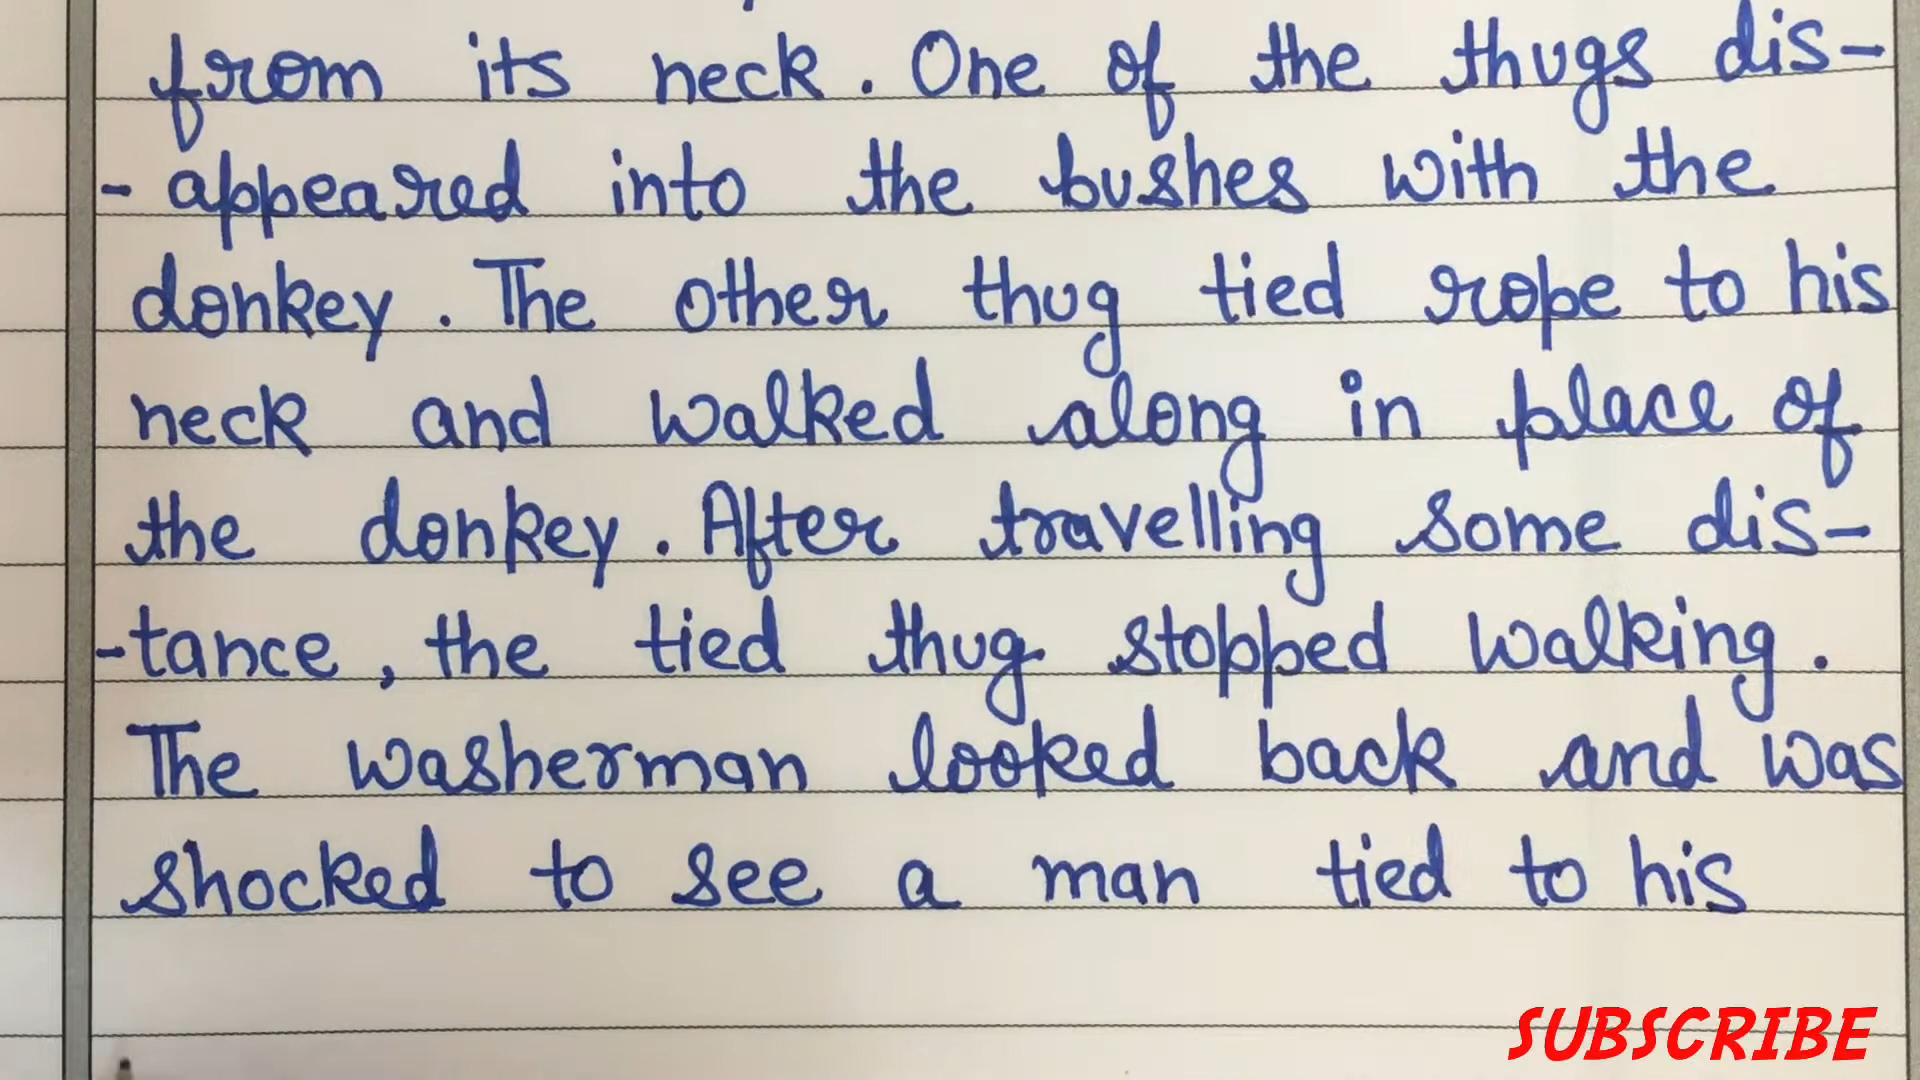 from its neck. One of the thugs dis-
- appeared into the bushes with the
donkey. The other thug tied rope to his
neck and walked along in place of
the donkey. After travelling some dis-
-tance, the tied thug stopped walking.
The washerman looked back and was
shocked to see a man tied to his
SUBSCRIBE